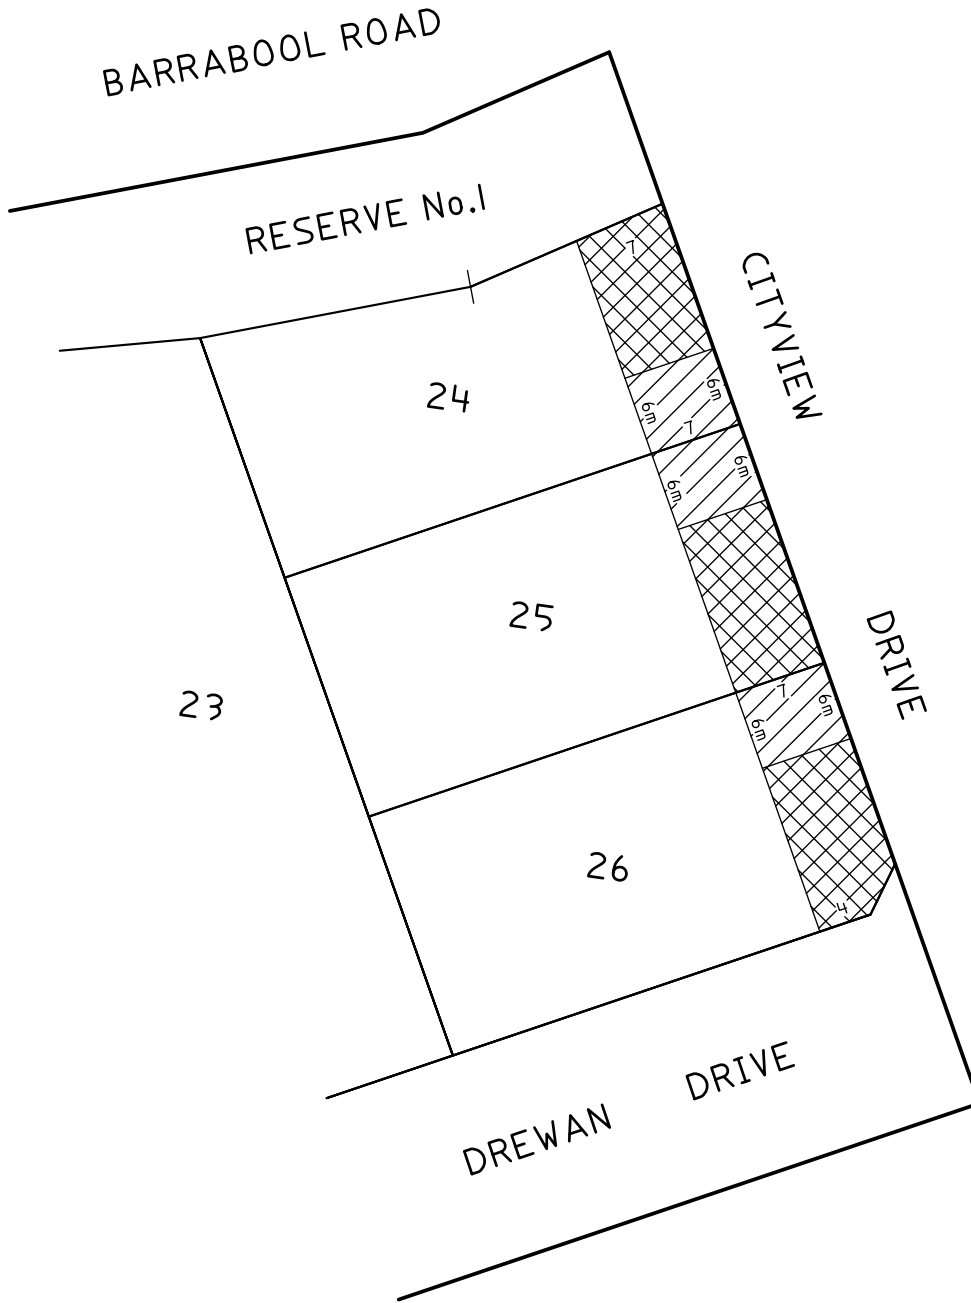 BARRABOOL ROAD
RESERVE No.1
7
CITYVIEW
24
6m
6m
7
6m
6m
25
DRIVE
23
7
6m
6m
26
4
DREWAN DRIVE